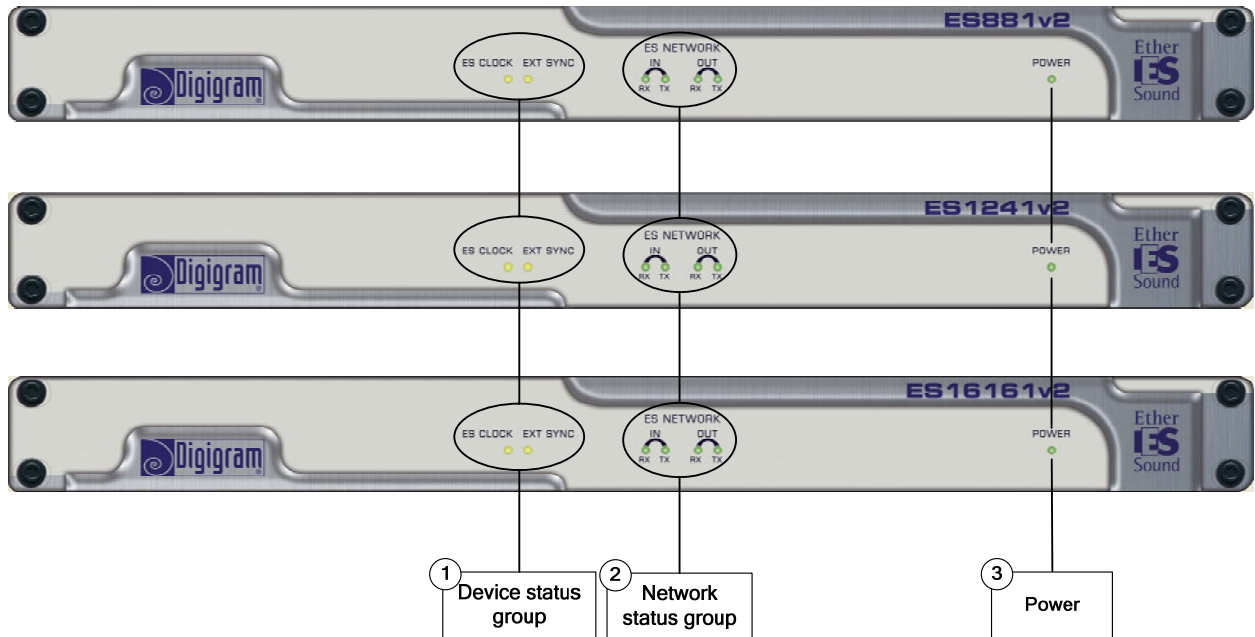 ES881v2
Digigram
ES CLOCK EXT SYNC
ES NETWORK
IN OUT
RX TX RX TX
POWER
Ether
ES
Sound
ES1241v2
Digigram
ES CLOCK EXT SYNC
ES NETWORK
IN OUT
RX TX RX TX
POWER
Ether
ES
Sound
ES16161v2
Digigram
ES CLOCK EXT SYNC
ES NETWORK
IN OUT
RX TX RX TX
POWER
Ether
ES
Sound
1
Device status
group
2
Network
status group
3
Power